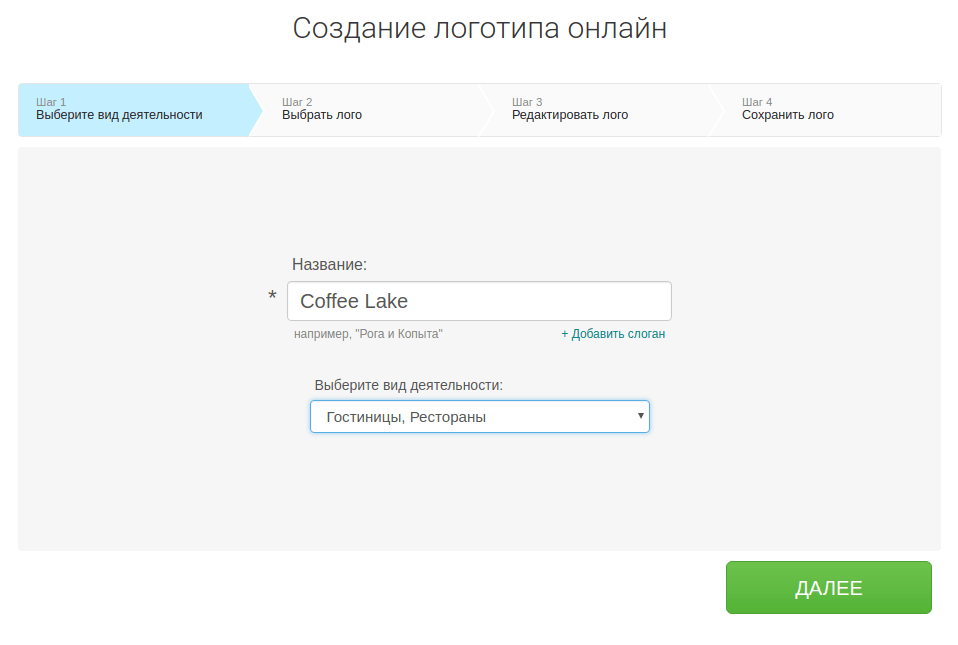 Создание логотипа онлайн
Шаг 1
Выберите вид деятельности
Шаг 2
Выбрать лого
Шаг 3
Редактировать лого
Шаг 4
Сохранить лого
Название:
*
Coffee Lake
например, "Рога и Копыта"
+ Добавить слоган
Выберите вид деятельности:
Гостиницы, Рестораны
ДАЛЕЕ